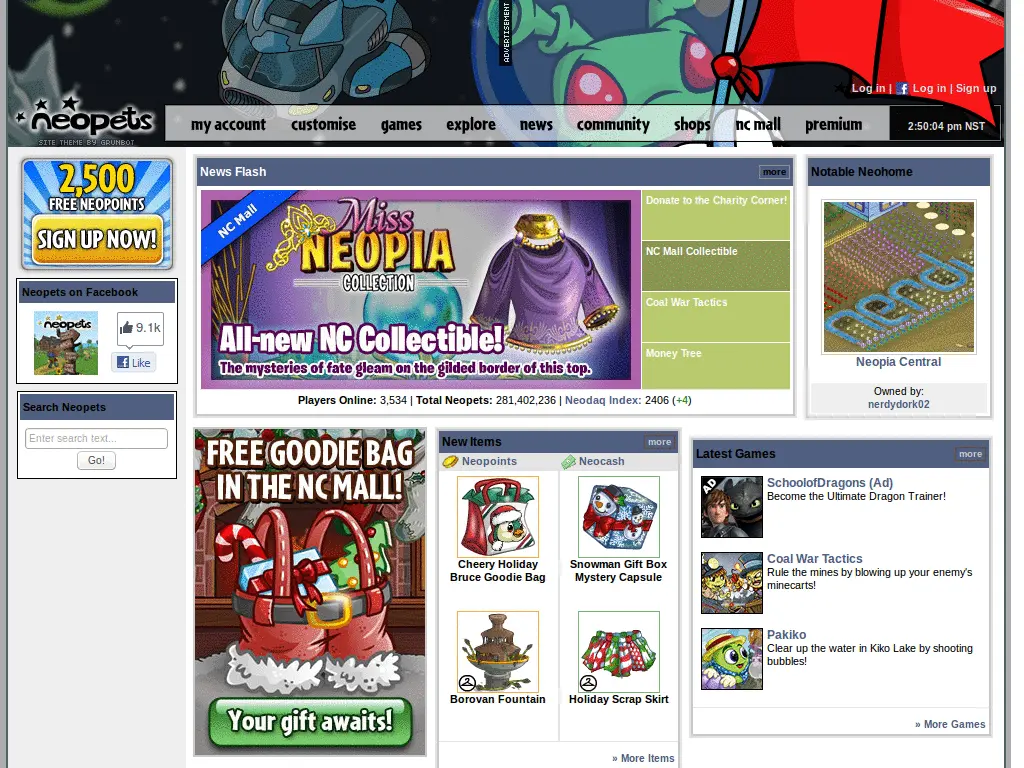 ADVERTISEMENT
Log in | Log in | Sign up
neopets
SITE THEME BY GRUNBOT
my account customise games explore news community shops nc mall premium
2:50:04 pm NST
2,500
FREE NEOPOINTS
SIGN UP NOW!
Neopets on Facebook
neopets
9.1k
Like
Search Neopets
Enter search text...
Go!
News Flash
more
NC Mall
Miss
NEOPIA
COLLECTION
All-new NC Collectible!
The mysteries of fate gleam on the gilded border of this top.
Donate to the Charity Corner!
NC Mall Collectible
Coal War Tactics
Money Tree
Players Online: 3,534 | Total Neopets: 281,402,236 | Neodaq Index: 2406 (+4)
Notable Neohome
nerd
Neopia Central
Owned by:
nerdydork02
FREE GOODIE BAG
IN THE NC MALL!
Your gift awaits!
New Items
more
Neopoints
Neocash
Cheery Holiday
Bruce Goodie Bag
Snowman Gift Box
Mystery Capsule
Borovan Fountain
Holiday Scrap Skirt
» More Items
Latest Games
more
AD
SchoolofDragons (Ad)
Become the Ultimate Dragon Trainer!
Coal War Tactics
Rule the mines by blowing up your enemy's
minecarts!
Pakiko
Clear up the water in Kiko Lake by shooting
bubbles!
» More Games